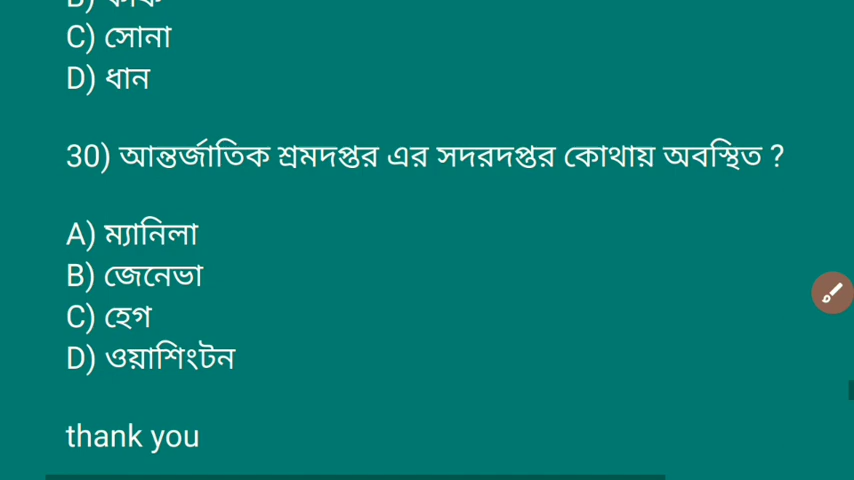 C) সোনা
D) ধান
30) আন্তর্জাতিক শ্রমদপ্তর এর সদরদপ্তর কোথায় অবস্থিত ?
A) ম্যানিলা
B) জেনেভা
C) হেগ
D) ওয়াশিংটন
thank you